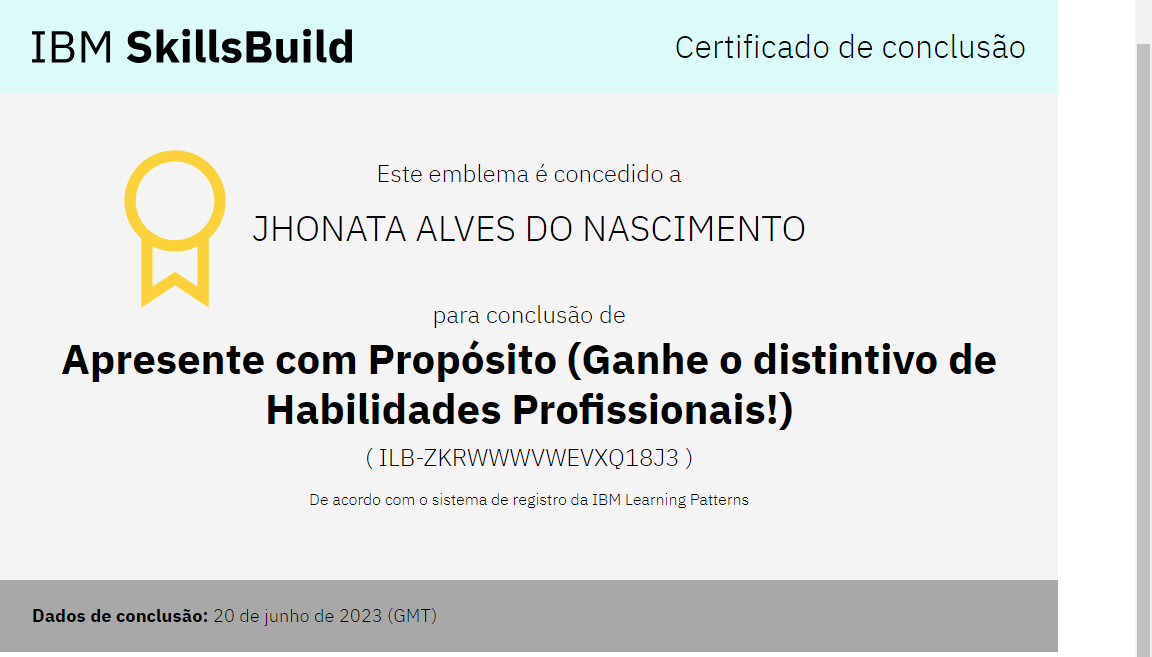 IBM SkillsBuild
Certificado de conclusão
Este emblema é concedido a
JHONATA ALVES DO NASCIMENTO
para conclusão de
Apresente com Propósito (Ganhe o distintivo de
Habilidades Profissionais!)
( ILB-ZKRWWWVWEVXQ18J3 )
De acordo com o sistema de registro da IBM Learning Patterns
Dados de conclusão: 20 de junho de 2023 (GMT)